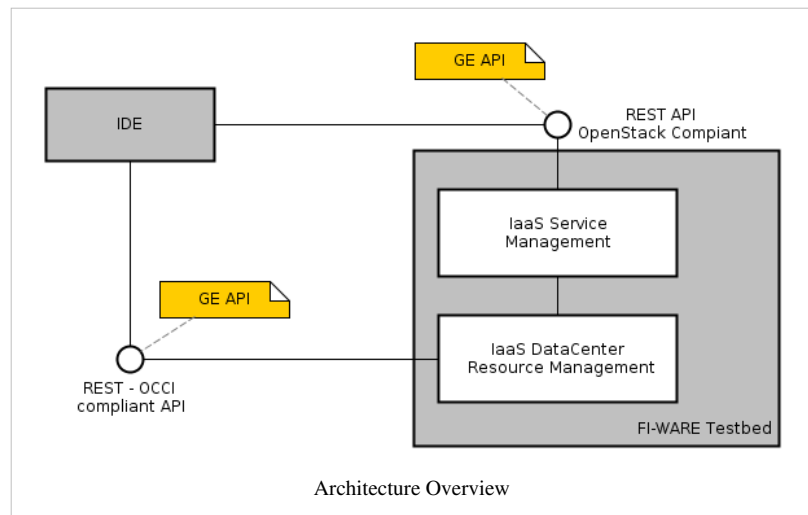 GE API
IDE
REST API
OpenStack Compiant
IaaS Service
Management
GE API
IaaS DataCenter
Resource Management
REST - OCCI
compliant API
FI-WARE Testbed
Architecture Overview